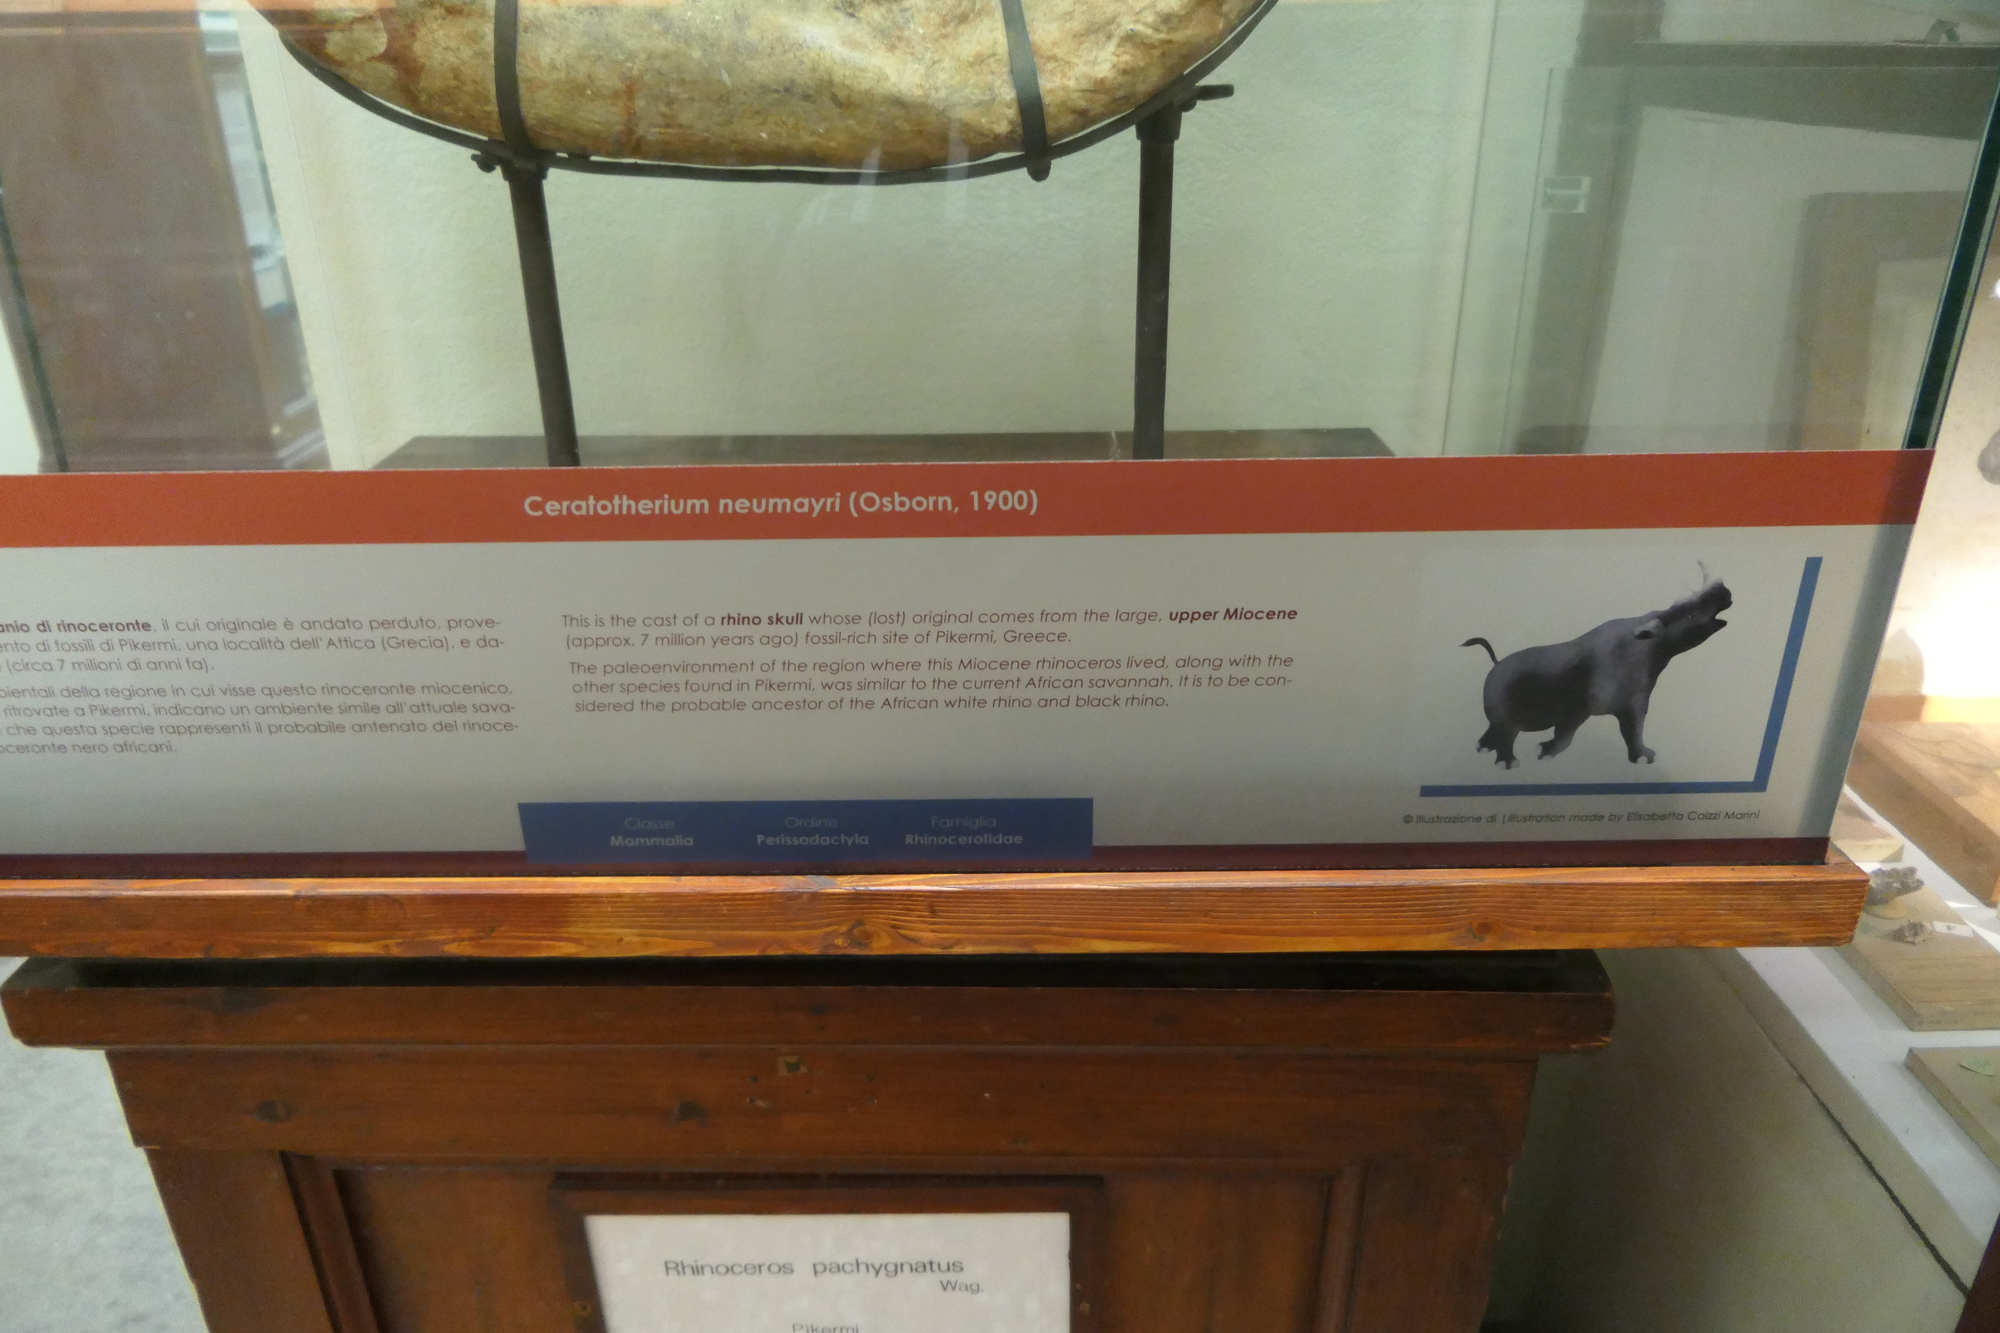 Ceratotherium neumayri (Osborn, 1900)
anio di rinoceronte, il cui originale è andato perduto, prove-
ento di fossili di Pikermi, una località dell'Attica (Grecia), e da-
(circa 7 milioni di anni fa).
bientali della regione in cui visse questo rinoceronte miocenico,
ritrovate a Pikermi, indicano un ambiente simile all'attuale sava-
che questa specie rappresenti il probabile antenato del rinoce-
oceronte nero africani.
This is the cast of a rhino skull whose (lost) original comes from the large, upper Miocene
(approx. 7 million years ago) fossil-rich site of Pikermi, Greece.
The paleoenvironment of the region where this Miocene rhinoceros lived, along with the
other species found in Pikermi, was similar to the current African savannah. It is to be con-
sidered the probable ancestor of the African white rhino and black rhino.
© Illustrazione di | Illustration made by Elisabetta Caizzi Manni
Classe Ordine Famiglia
Mammalia Perissodactyla Rhinocerotidae
Rhinoceros pachygnatus
Wag.
Pikermi